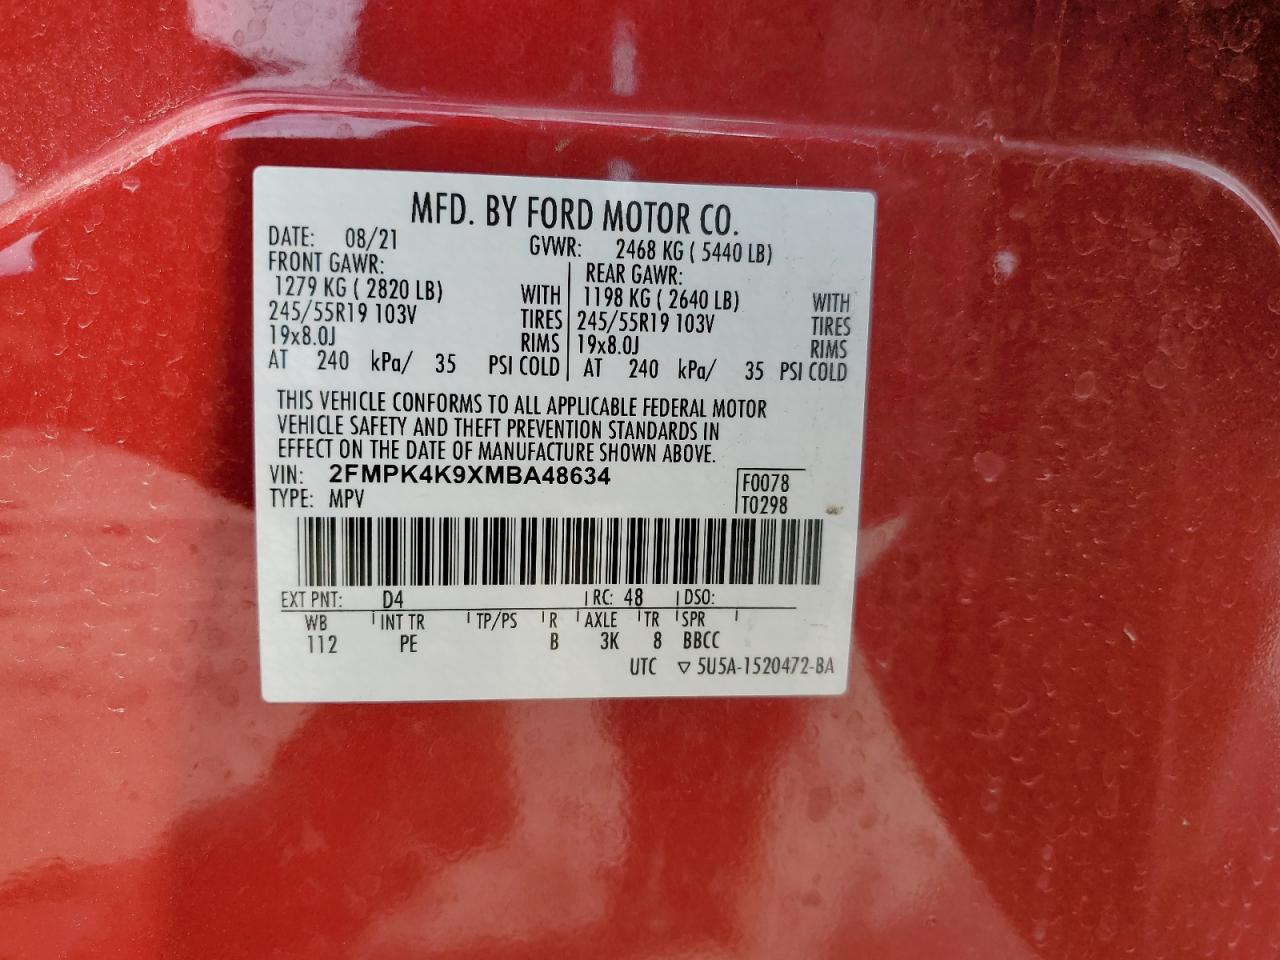 MFD. BY FORD MOTOR CO.
DATE: 08/21 GVWR: 2468 KG ( 5440 LB)
FRONT GAWR: REAR GAWR:
1279 KG ( 2820 LB) WITH 1198 KG ( 2640 LB) WITH
245/55R19 103V TIRES 245/55R19 103V TIRES
19x8.0J RIMS 19x8.0J RIMS
AT 240 kPa/ 35 PSI COLD AT 240 kPa/ 35 PSI COLD
THIS VEHICLE CONFORMS TO ALL APPLICABLE FEDERAL MOTOR
VEHICLE SAFETY AND THEFT PREVENTION STANDARDS IN
EFFECT ON THE DATE OF MANUFACTURE SHOWN ABOVE.
VIN: 2FMPK4K9XMBA48634 F0078
TYPE: MPV T0298
EXT PNT: D4 RC: 48 DSO:
WB INT TR TP/PS R AXLE TR SPR
112 PE B 3K 8 BBCC
UTC ▽ 5U5A-1520472-BA